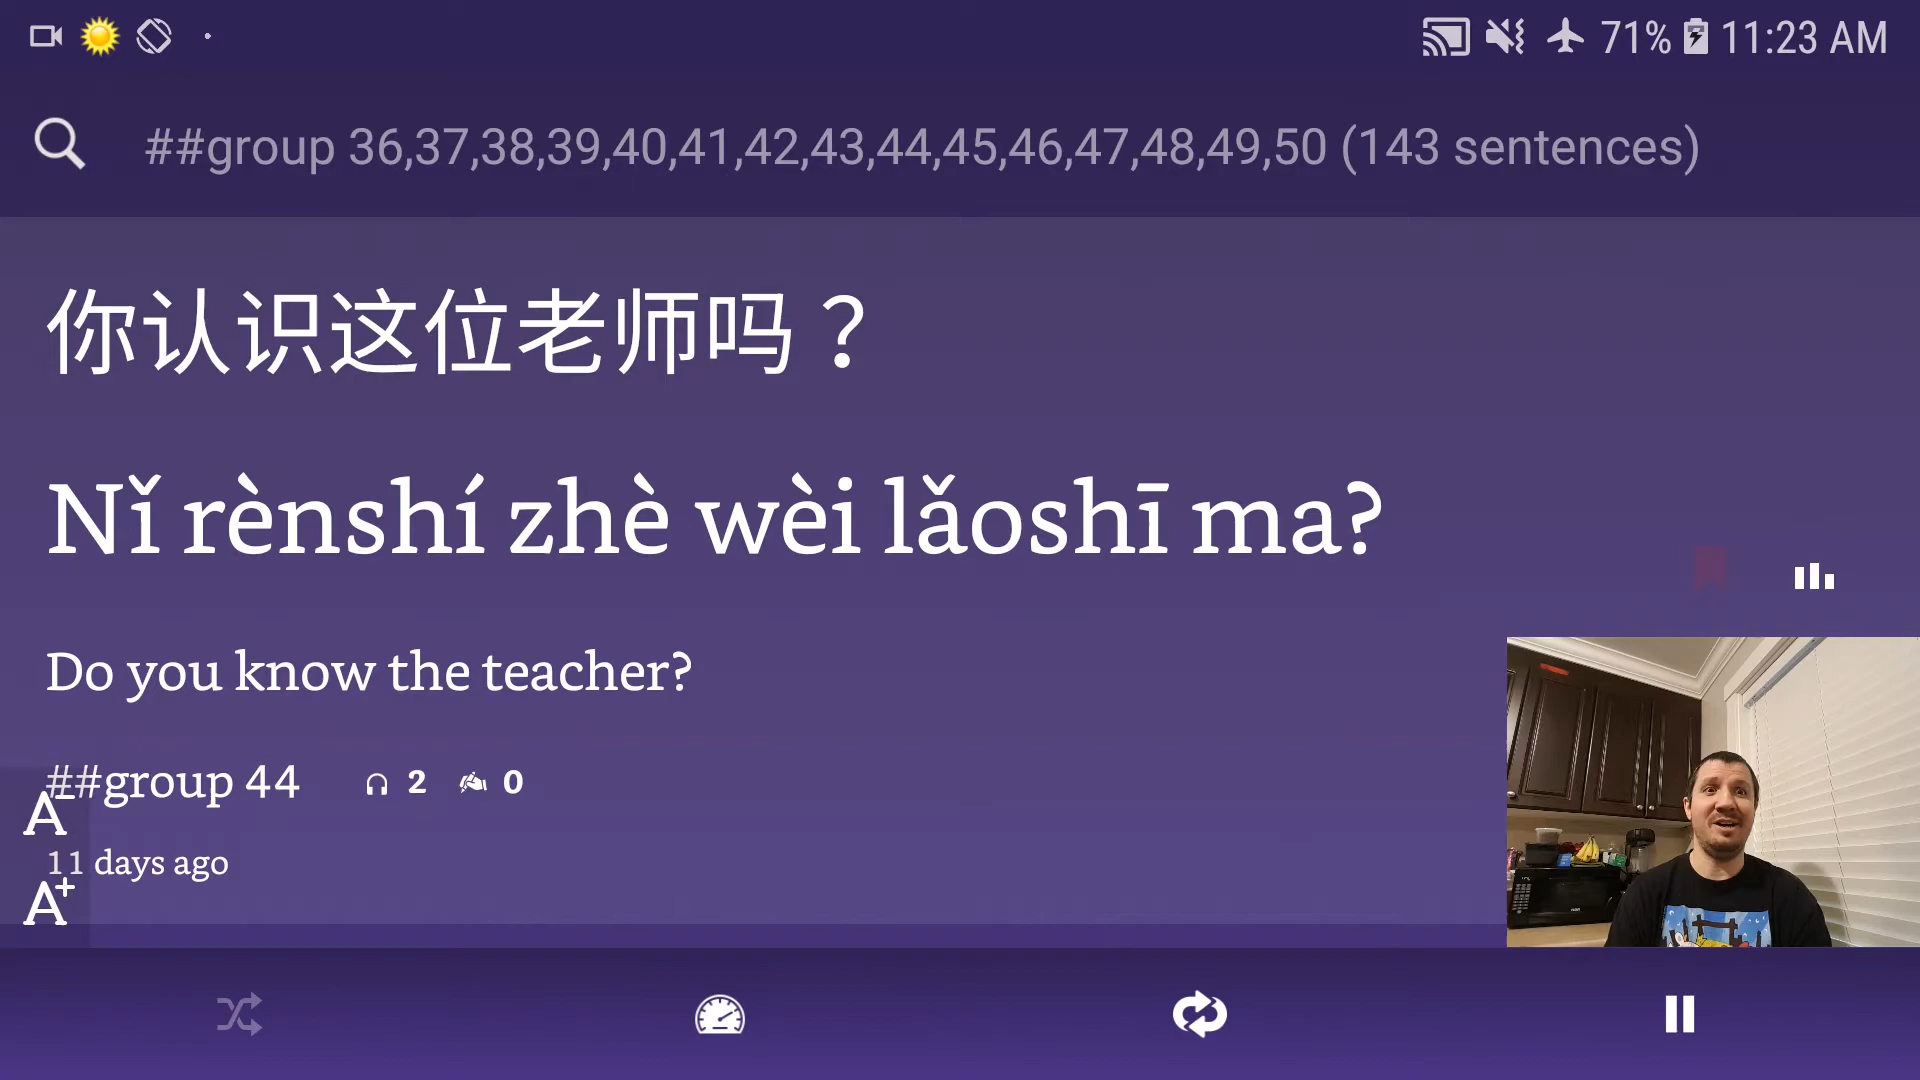 71% 11:23 AM
##group 36,37,38,39,40,41,42,43,44,45,46,47,48,49,50 (143 sentences)
你认识这位老师吗？
Nǐ rènshí zhè wèi lǎoshī ma?
Do you know the teacher?
##group 44 2 0
A-
11 days ago
A+